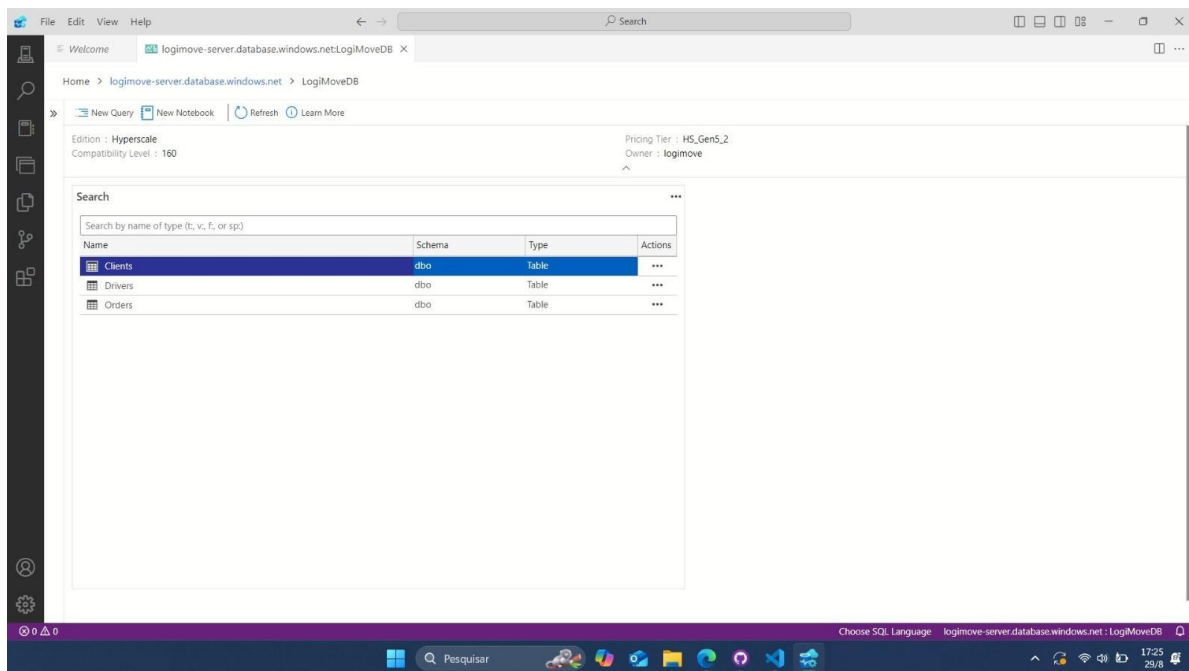 File Edit View Help Search
Welcome logimove-server.database.windows.net:LogiMoveDB
Home > logimove-server.database.windows.net > LogiMoveDB
New Query New Notebook Refresh Learn More
Edition : Hyperscale Pricing Tier : HS_Gen5_2
Compatibility Level : 160 Owner : logimove
Search
Search by name of type (t:, v:, f:, or sp:)
Name Schema Type Actions
Clients dbo Table
Drivers dbo Table
Orders dbo Table
0 0 Choose SQL Language logimove-server.database.windows.net : LogiMoveDB
Pesquisar 17:25
29/8